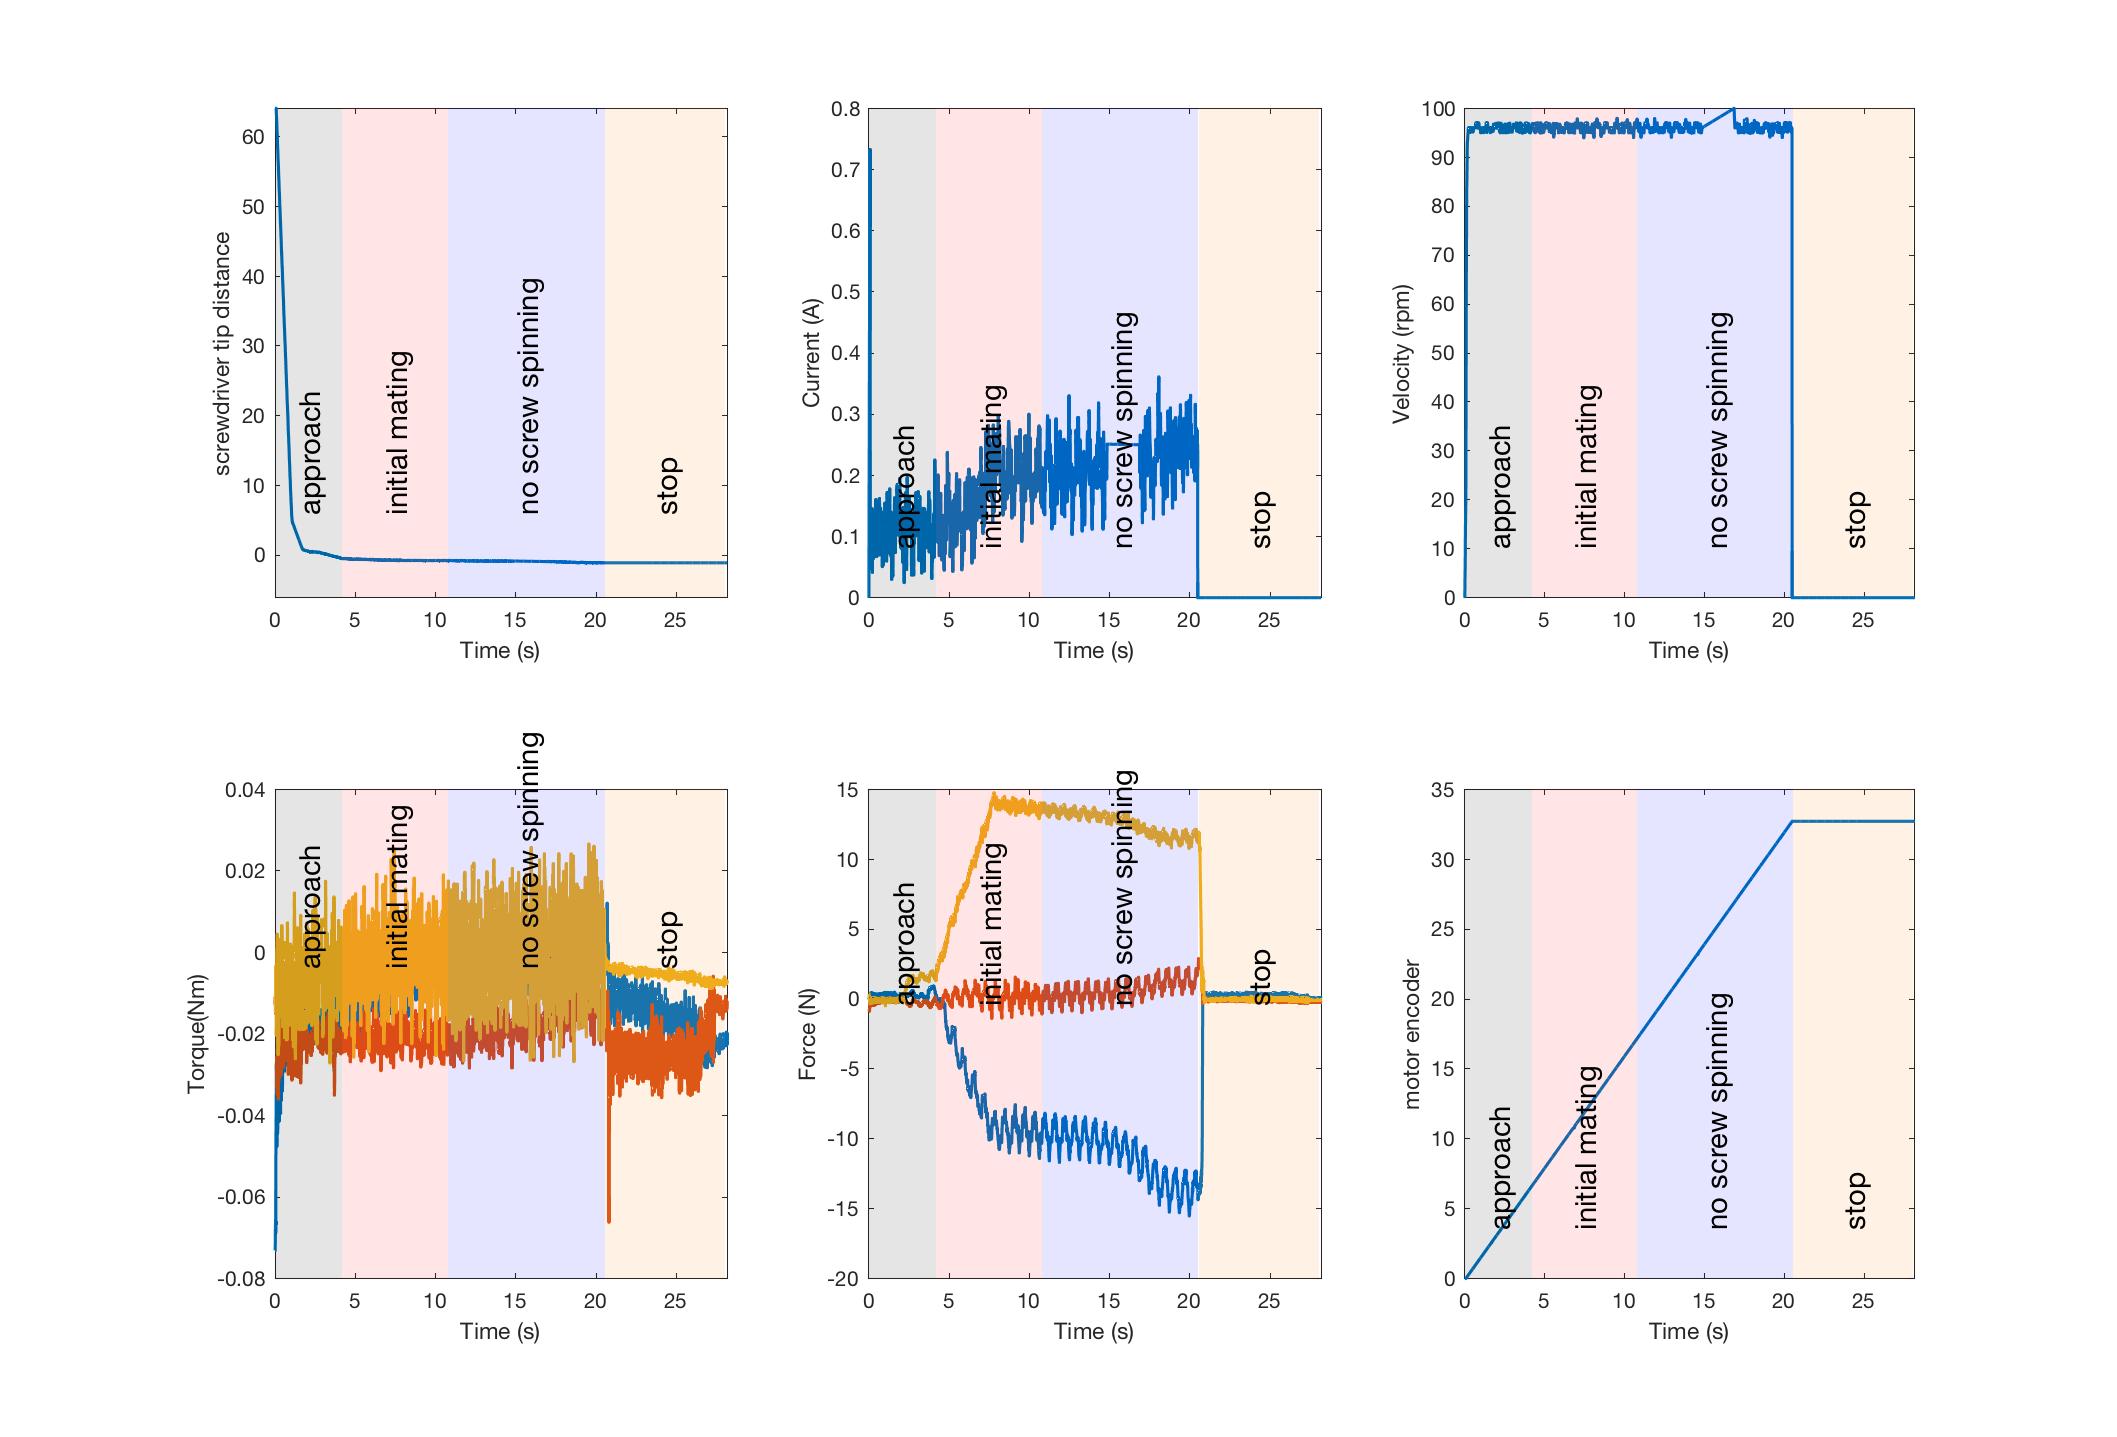 60
50
40
30
20
10
0
screwdriver tip distance
approach
initial mating
no screw spinning
stop
0 5 10 15 20 25
Time (s)
0.8
0.7
0.6
0.5
0.4
0.3
0.2
0.1
0
Current (A)
approach
initial mating
no screw spinning
stop
0 5 10 15 20 25
Time (s)
100
90
80
70
60
50
40
30
20
10
0
Velocity (rpm)
approach
initial mating
no screw spinning
stop
0 5 10 15 20 25
Time (s)
0.04
0.02
0
-0.02
-0.04
-0.06
-0.08
Torque(Nm)
approach
initial mating
no screw spinning
stop
0 5 10 15 20 25
Time (s)
15
10
5
0
-5
-10
-15
-20
Force (N)
approach
initial mating
no screw spinning
stop
0 5 10 15 20 25
Time (s)
35
30
25
20
15
10
5
0
motor encoder
approach
initial mating
no screw spinning
stop
0 5 10 15 20 25
Time (s)